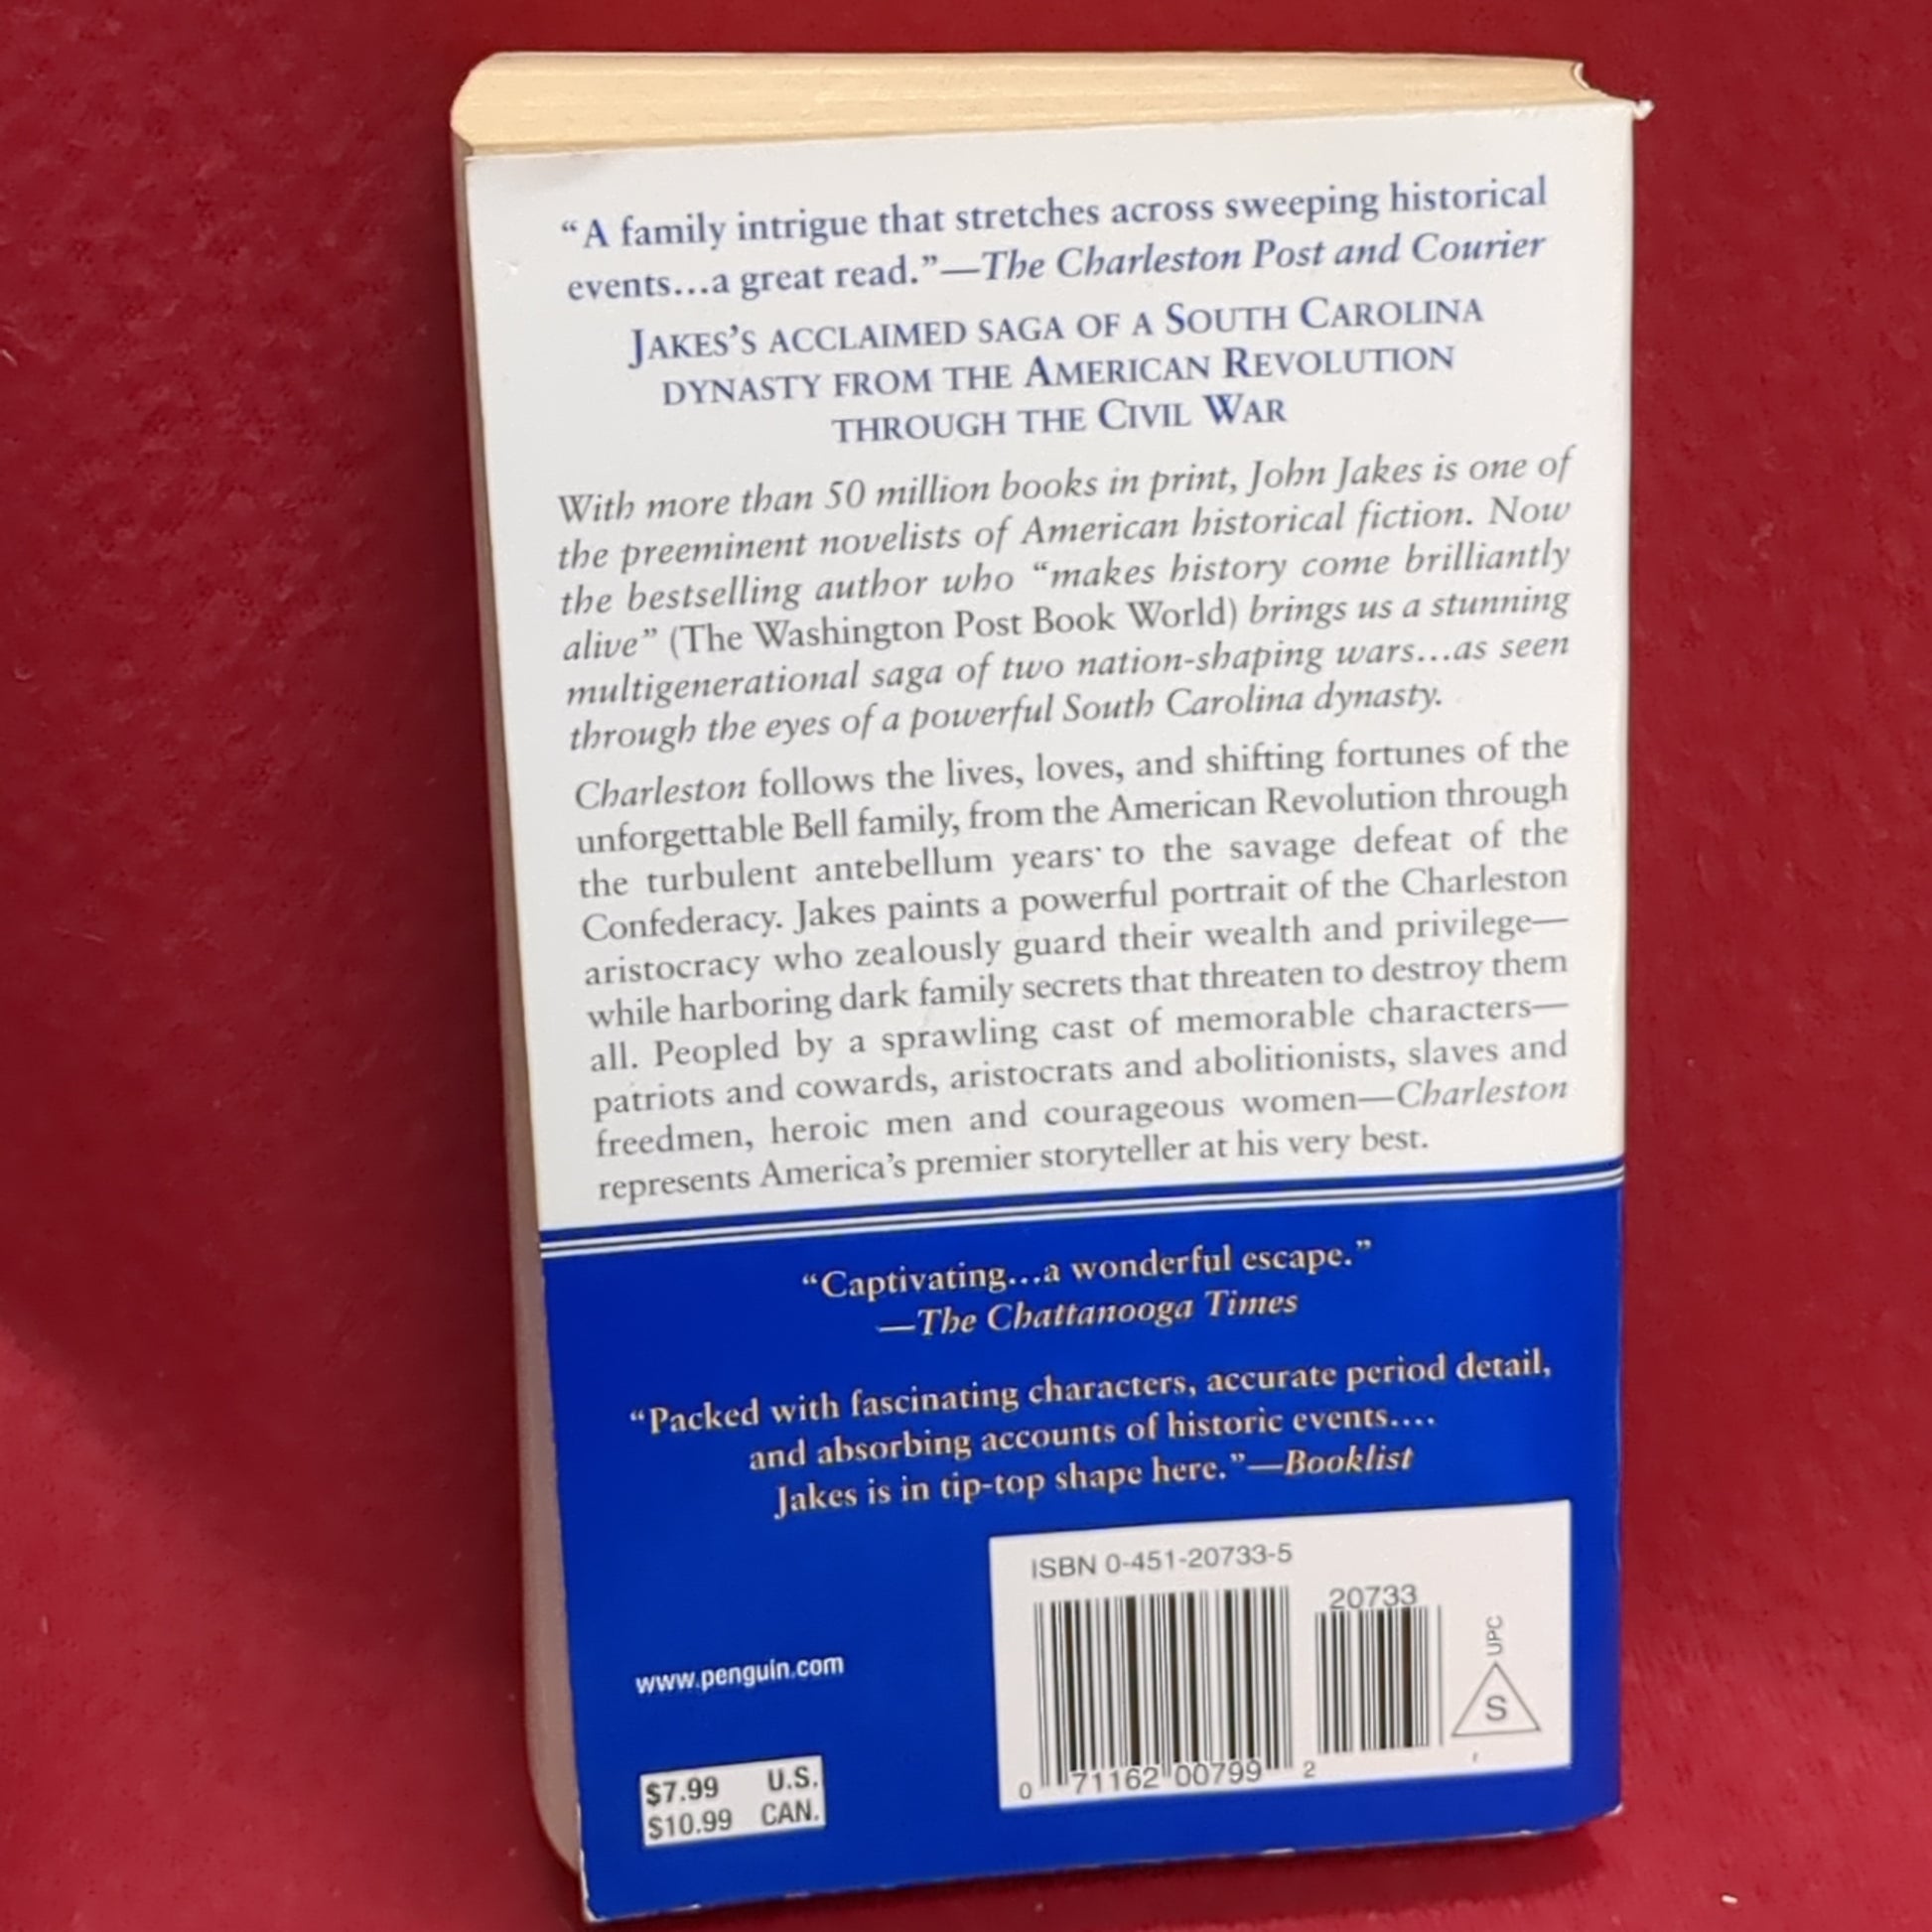 “A family intrigue that stretches across sweeping historical
events...a great read.”—The Charleston Post and Courier
JAKES’S ACCLAIMED SAGA OF A SOUTH CAROLINA
DYNASTY FROM THE AMERICAN REVOLUTION
THROUGH THE CIVIL WAR
With more than 50 million books in print, John Jakes is one of
the preeminent novelists of American historical fiction. Now
the bestselling author who “makes history come brilliantly
alive” (The Washington Post Book World) brings us a stunning
multigenerational saga of two nation-shaping wars...as seen
through the eyes of a powerful South Carolina dynasty.
Charleston follows the lives, loves, and shifting fortunes of the
unforgettable Bell family, from the American Revolution through
the turbulent antebellum years to the savage defeat of the
Confederacy. Jakes paints a powerful portrait of the Charleston
aristocracy who zealously guard their wealth and privilege—
while harboring dark family secrets that threaten to destroy them
all. Peopled by a sprawling cast of memorable characters—
patriots and cowards, aristocrats and abolitionists, slaves and
freedmen, heroic men and courageous women—Charleston
represents America’s premier storyteller at his very best.
“Captivating...a wonderful escape.”
—The Chattanooga Times
“Packed with fascinating characters, accurate period detail,
and absorbing accounts of historic events....
Jakes is in tip-top shape here.”—Booklist
ISBN 0-451-20733-5
20733
UPC
S
0 71162 00799 2
www.penguin.com
$7.99 U.S.
$10.99 CAN.